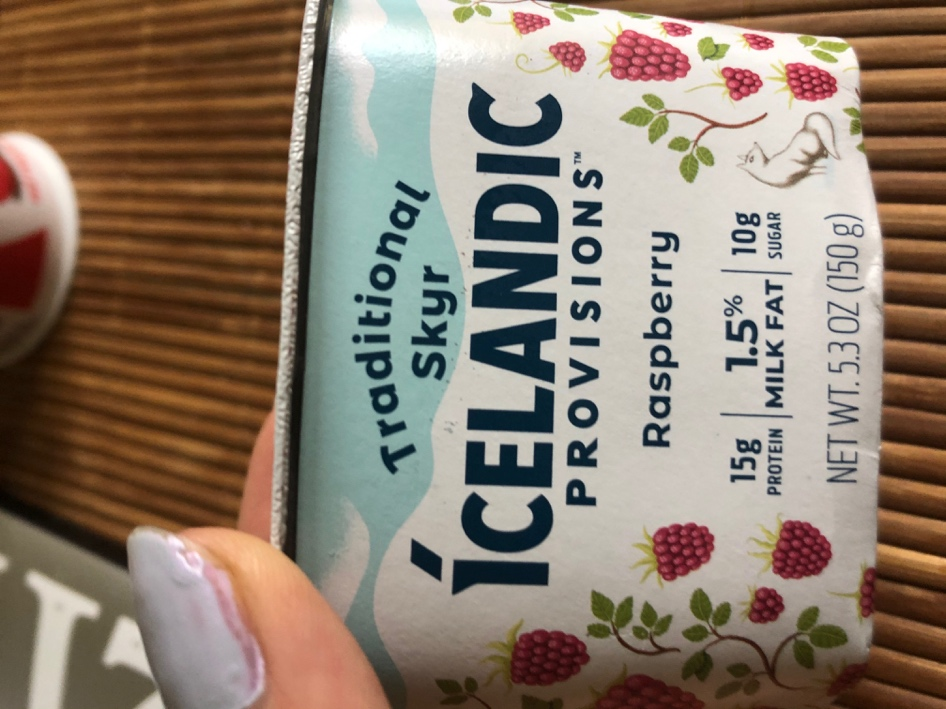 Traditional
Skyr
ÍCELANDIC
PROVISIONS™
Raspberry
15g PROTEIN
1.5% MILK FAT
10g SUGAR
NET WT. 5.3 OZ (150 g)